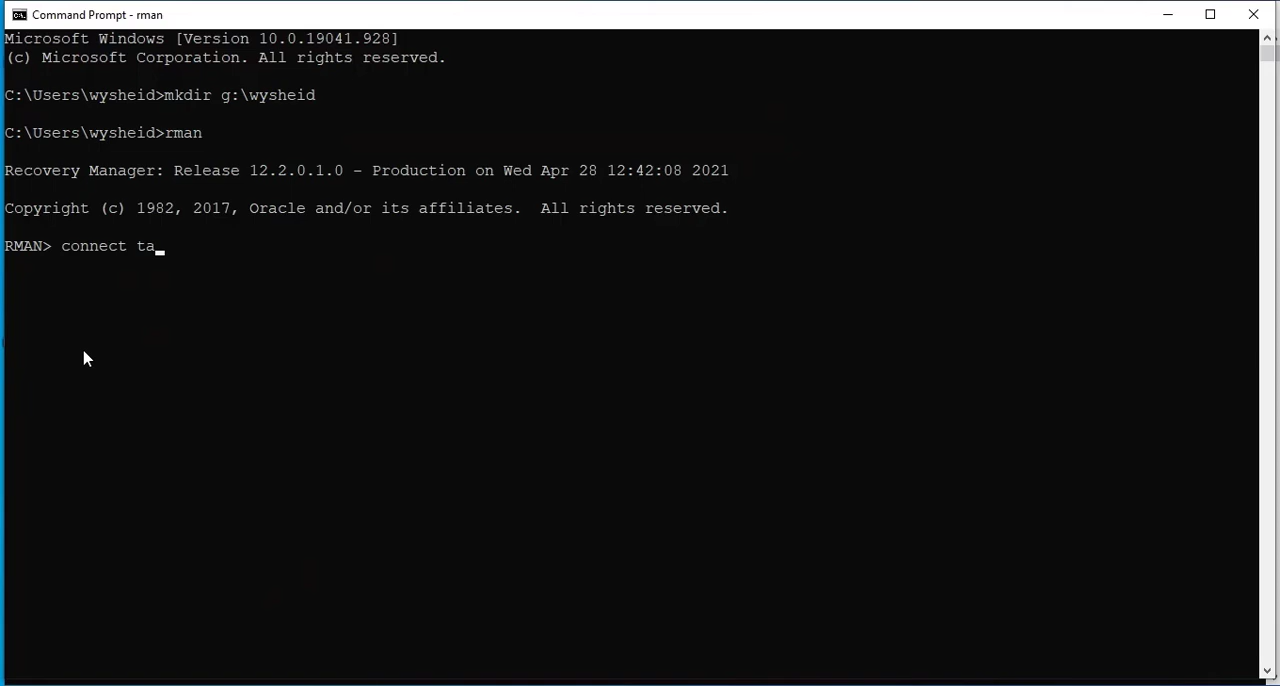 Command Prompt - rman
Microsoft Windows [Version 10.0.19041.928]
(c) Microsoft Corporation. All rights reserved.
C:\Users\wysheid>mkdir g:\wysheid
C:\Users\wysheid>rman
Recovery Manager: Release 12.2.0.1.0 - Production on Wed Apr 28 12:42:08 2021
Copyright (c) 1982, 2017, Oracle and/or its affiliates.  All rights reserved.
RMAN> connect ta_